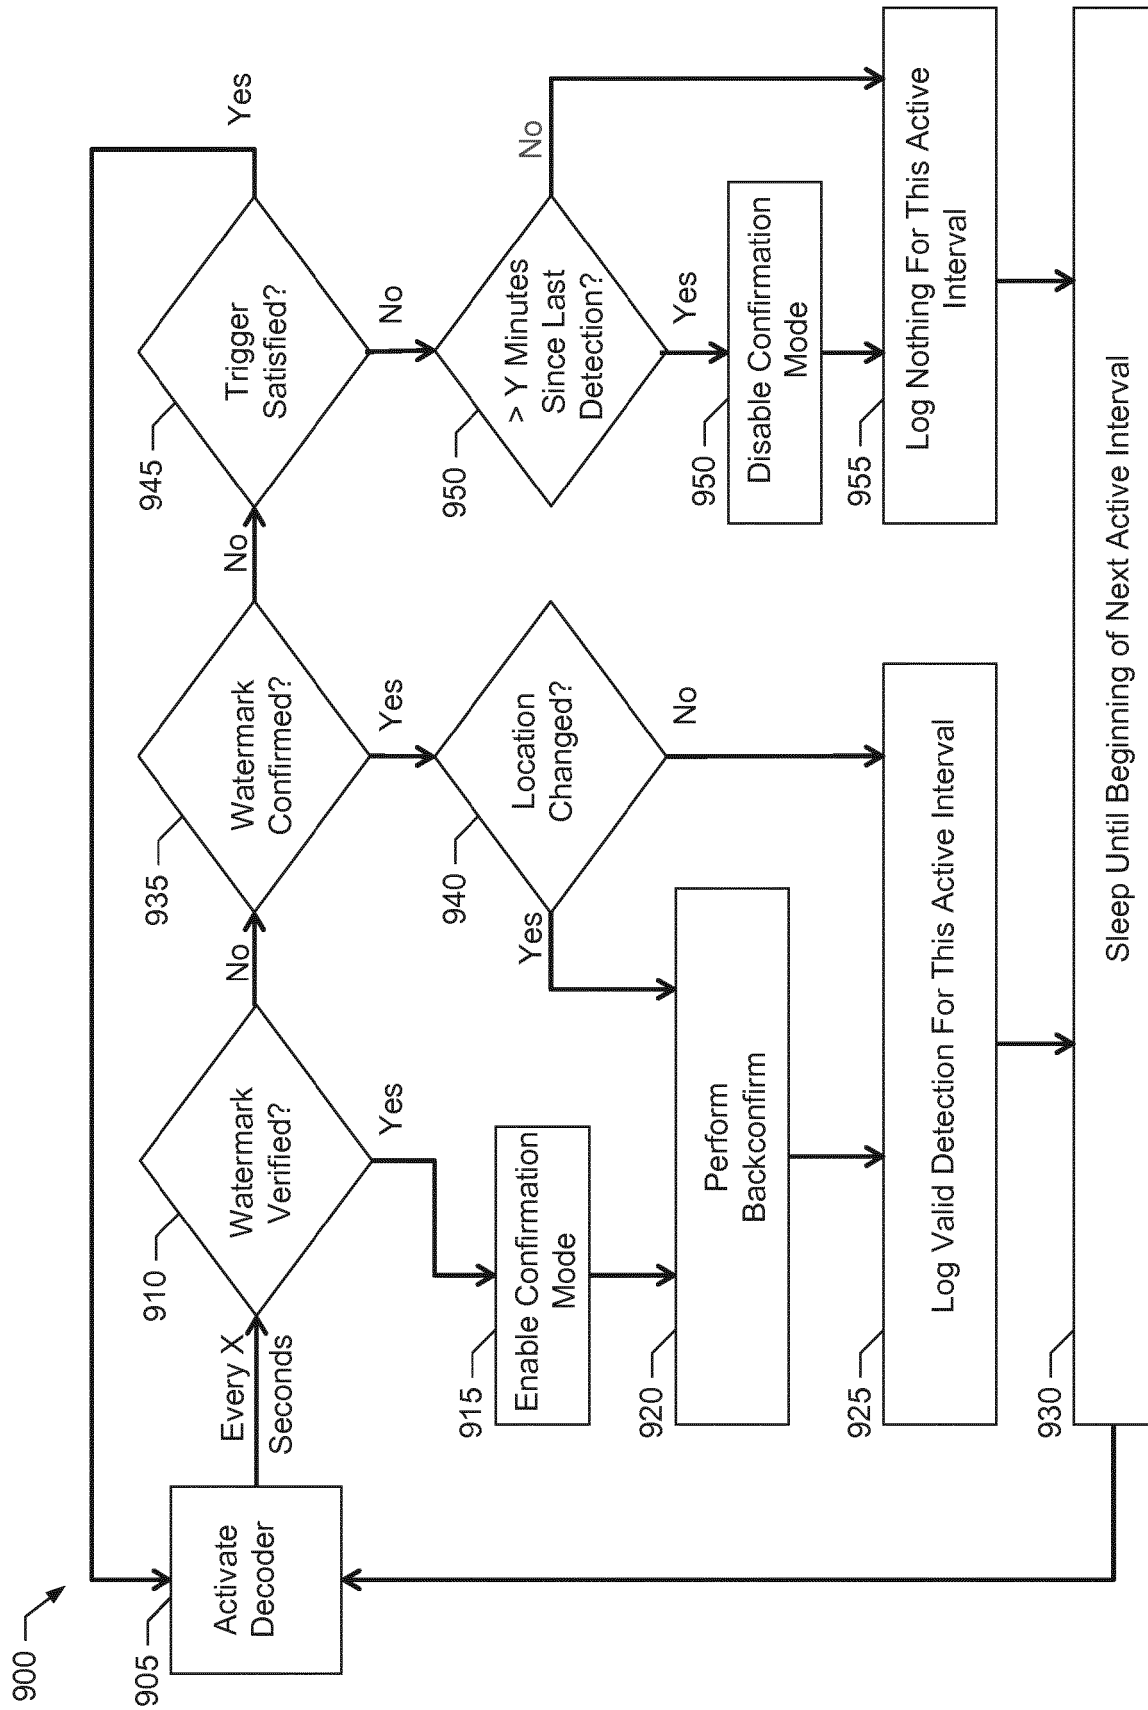 900
905
Activate
Decoder
Every X
Seconds
910
Watermark
Verified?
No
Yes
935
Watermark
Confirmed?
No
Yes
945
Trigger
Satisfied?
Yes
No
915
Enable Confirmation
Mode
940
Location
Changed?
Yes
No
950
> Y Minutes
Since Last
Detection?
No
Yes
920
Perform
Backconfirm
950
Disable Confirmation
Mode
925
Log Valid Detection For This Active Interval
955
Log Nothing For This Active
Interval
930
Sleep Until Beginning of Next Active Interval